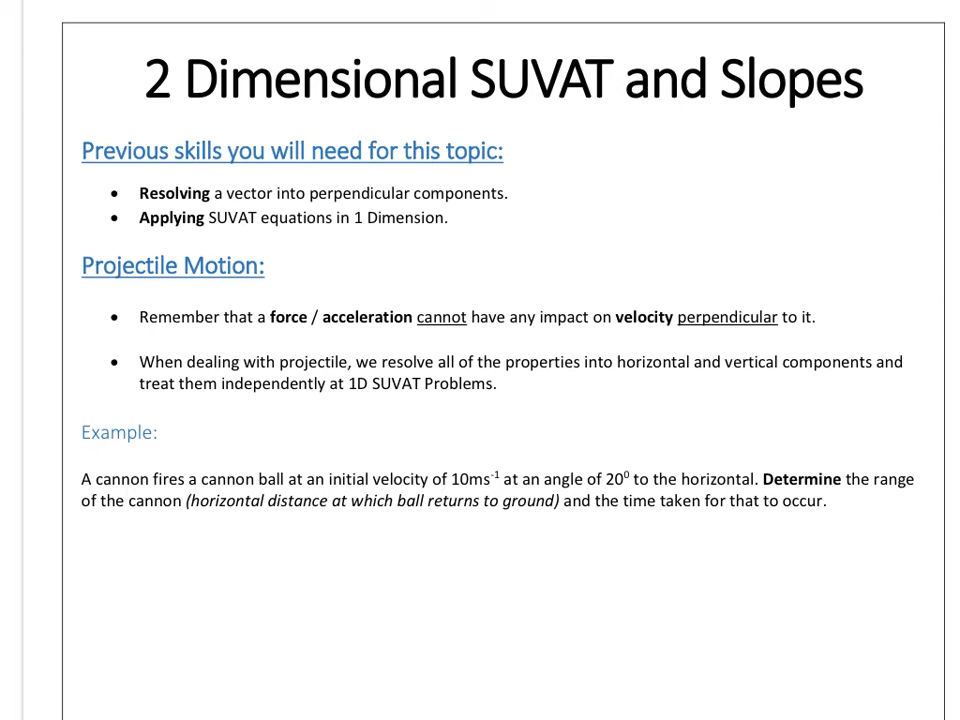 2 Dimensional SUVAT and Slopes
Previous skills you will need for this topic:
• Resolving a vector into perpendicular components.
• Applying SUVAT equations in 1 Dimension.
Projectile Motion:
• Remember that a force / acceleration cannot have any impact on velocity perpendicular to it.
• When dealing with projectile, we resolve all of the properties into horizontal and vertical components and
treat them independently at 1D SUVAT Problems.
Example:
A cannon fires a cannon ball at an initial velocity of 10ms⁻¹ at an angle of 20⁰ to the horizontal. Determine the range
of the cannon (horizontal distance at which ball returns to ground) and the time taken for that to occur.